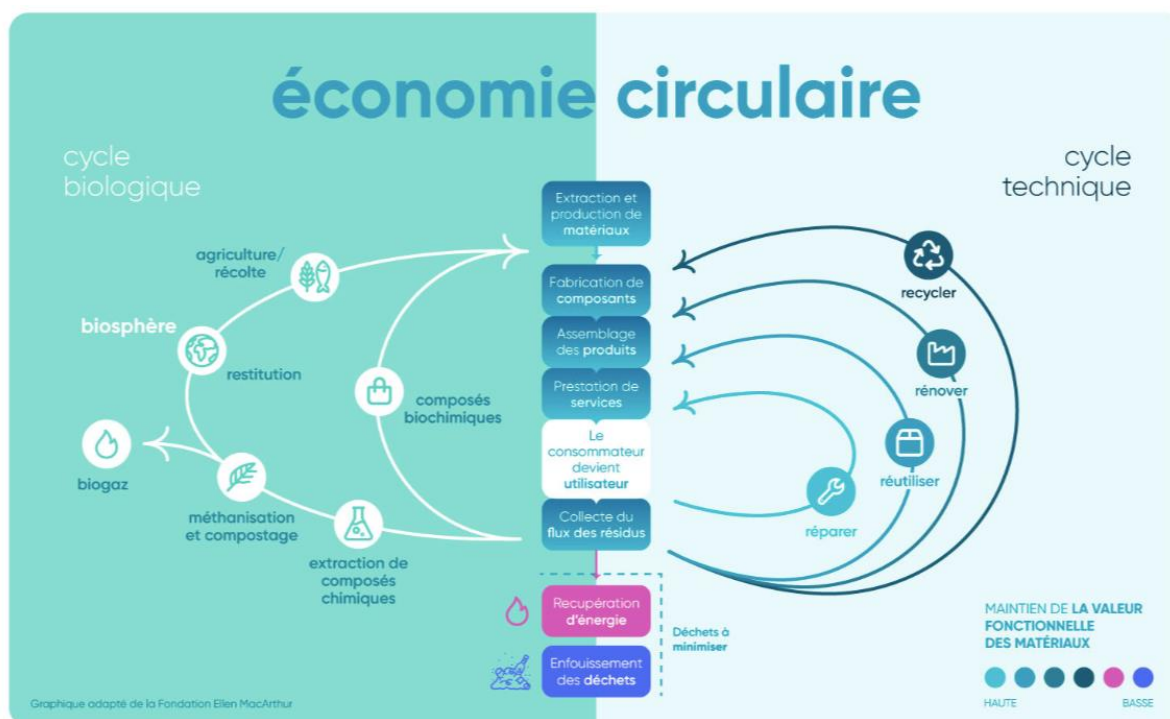 économie circulaire
cycle
biologique
cycle
technique
Extraction et
production de
matériaux
Fabrication de
composants
Assemblage
des produits
Prestation de
services
Le
consommateur
devient
utilisateur
Collecte du
flux des résidus
Recupération
d'énergie
Enfouissement
des déchets
agriculture/
récolte
biosphère
restitution
composés
biochimiques
biogaz
méthanisation
et compostage
extraction de
composés
chimiques
recycler
rénover
réutiliser
réparer
Déchets à
minimiser
MAINTIEN DE LA VALEUR
FONCTIONNELLE
DES MATÉRIAUX
HAUTE
BASSE
Graphique adapté de la Fondation Ellen MacArthur